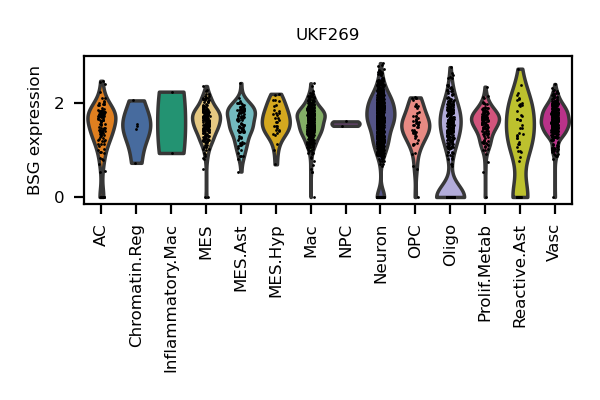 UKF269
BSG expression
2
0
AC
Chromatin.Reg
Inflammatory.Mac
MES
MES.Ast
MES.Hyp
Mac
NPC
Neuron
OPC
Oligo
Prolif.Metab
Reactive.Ast
Vasc